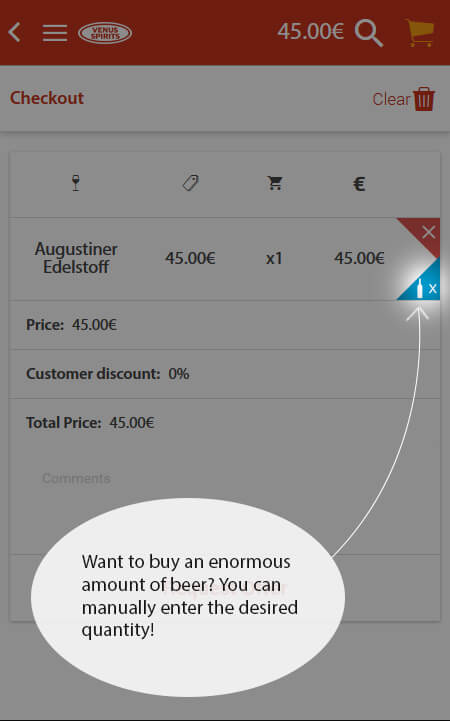 VENUS
SPIRITS
45.00€
Checkout
Clear
€
Augustiner
Edelstoff
45.00€
x1
45.00€
x
Price: 45.00€
Customer discount: 0%
Total Price: 45.00€
Comments
Want to buy an enormous
amount of beer? You can
manually enter the desired
quantity!